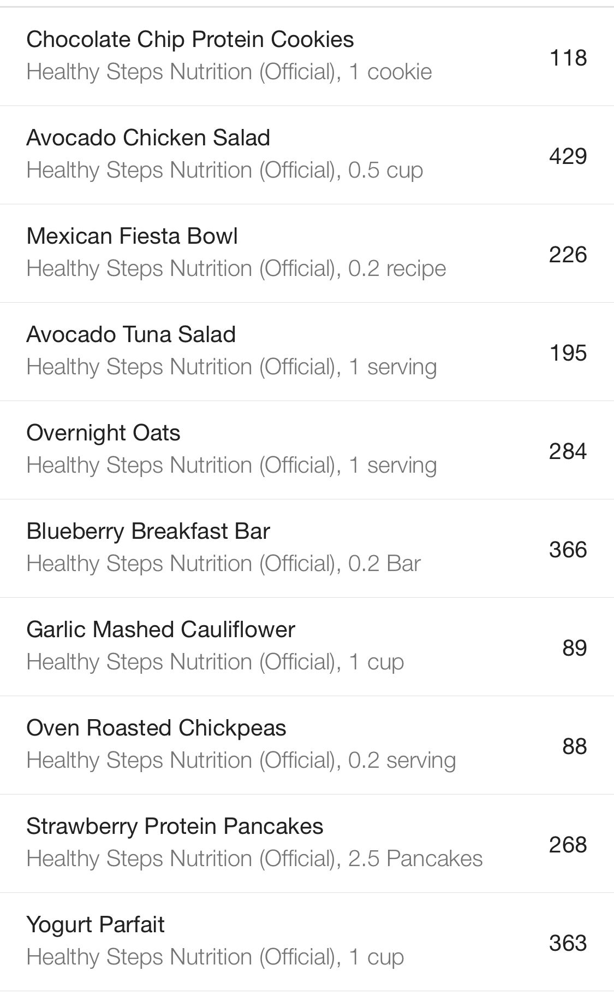 Chocolate Chip Protein Cookies
Healthy Steps Nutrition (Official), 1 cookie
118
Avocado Chicken Salad
Healthy Steps Nutrition (Official), 0.5 cup
429
Mexican Fiesta Bowl
Healthy Steps Nutrition (Official), 0.2 recipe
226
Avocado Tuna Salad
Healthy Steps Nutrition (Official), 1 serving
195
Overnight Oats
Healthy Steps Nutrition (Official), 1 serving
284
Blueberry Breakfast Bar
Healthy Steps Nutrition (Official), 0.2 Bar
366
Garlic Mashed Cauliflower
Healthy Steps Nutrition (Official), 1 cup
89
Oven Roasted Chickpeas
Healthy Steps Nutrition (Official), 0.2 serving
88
Strawberry Protein Pancakes
Healthy Steps Nutrition (Official), 2.5 Pancakes
268
Yogurt Parfait
Healthy Steps Nutrition (Official), 1 cup
363